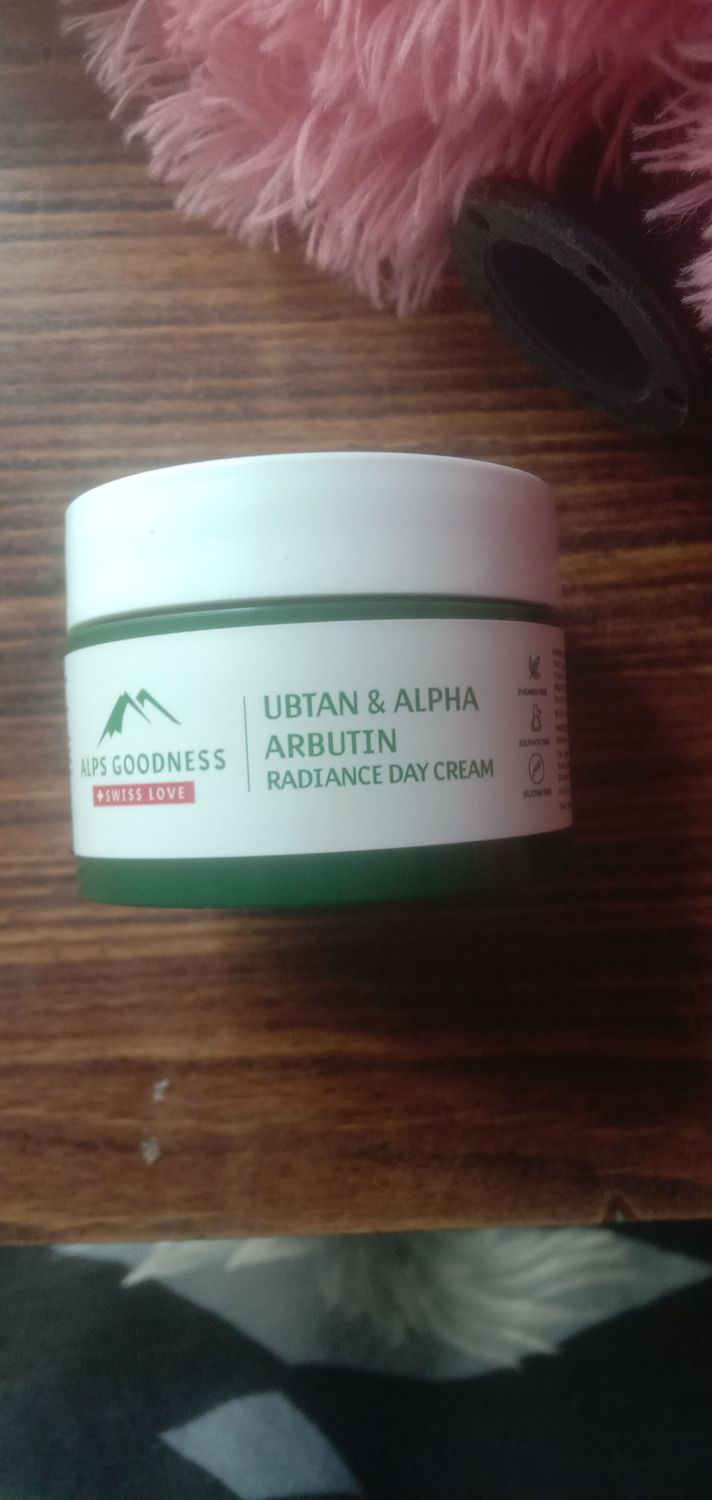 ALPS GOODNESS
SWISS LOVE
UBTAN & ALPHA
ARBUTIN
RADIANCE DAY CREAM
PARABEN FREE
SULPHATE FREE
SILICONE FREE